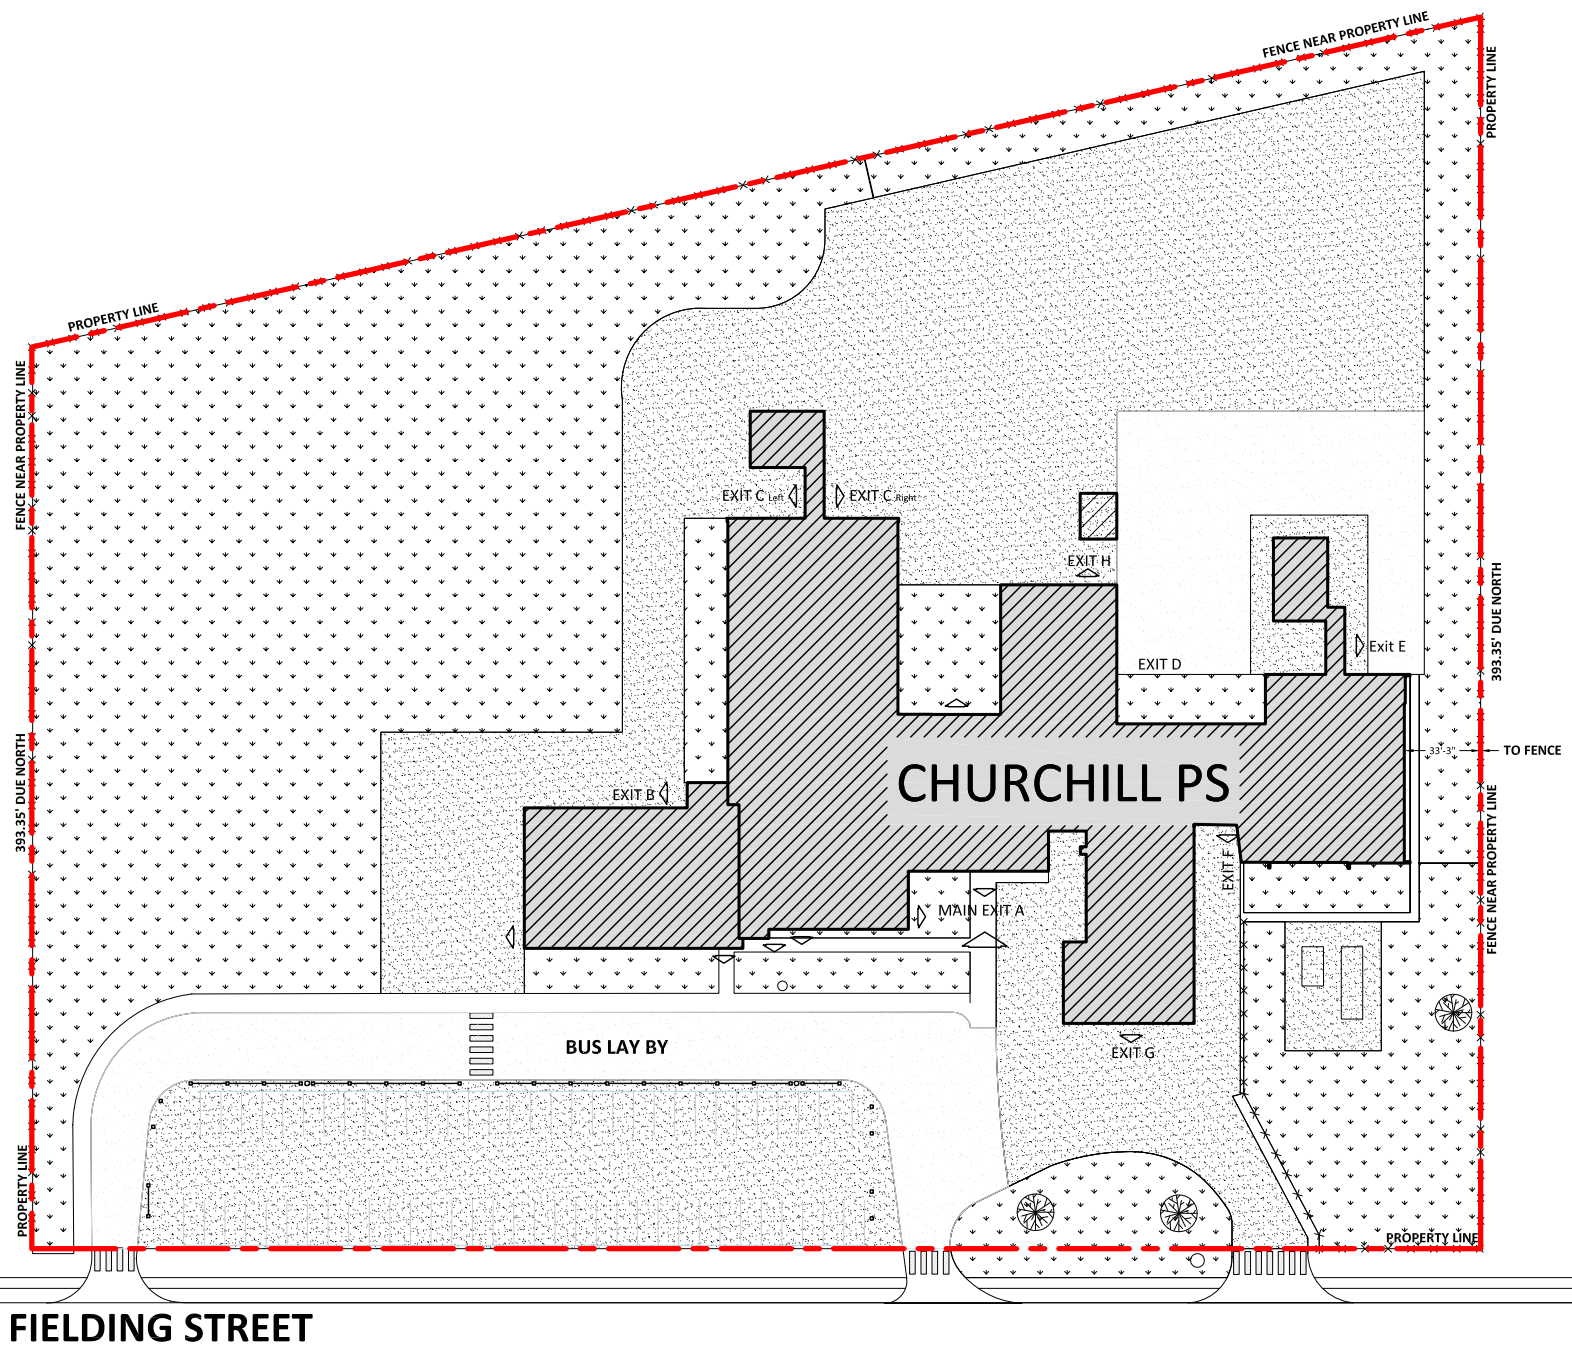 FENCE NEAR PROPERTY LINE
PROPERTY LINE
PROPERTY LINE
FENCE NEAR PROPERTY LINE
EXIT C Left
EXIT C Right
EXIT H
393.35' DUE NORTH
Exit E
EXIT D
393.35' DUE NORTH
33'-3"
TO FENCE
CHURCHILL PS
EXIT B
EXIT F
FENCE NEAR PROPERTY LINE
MAIN EXIT A
BUS LAY BY
EXIT G
PROPERTY LINE
PROPERTY LINE
FIELDING STREET